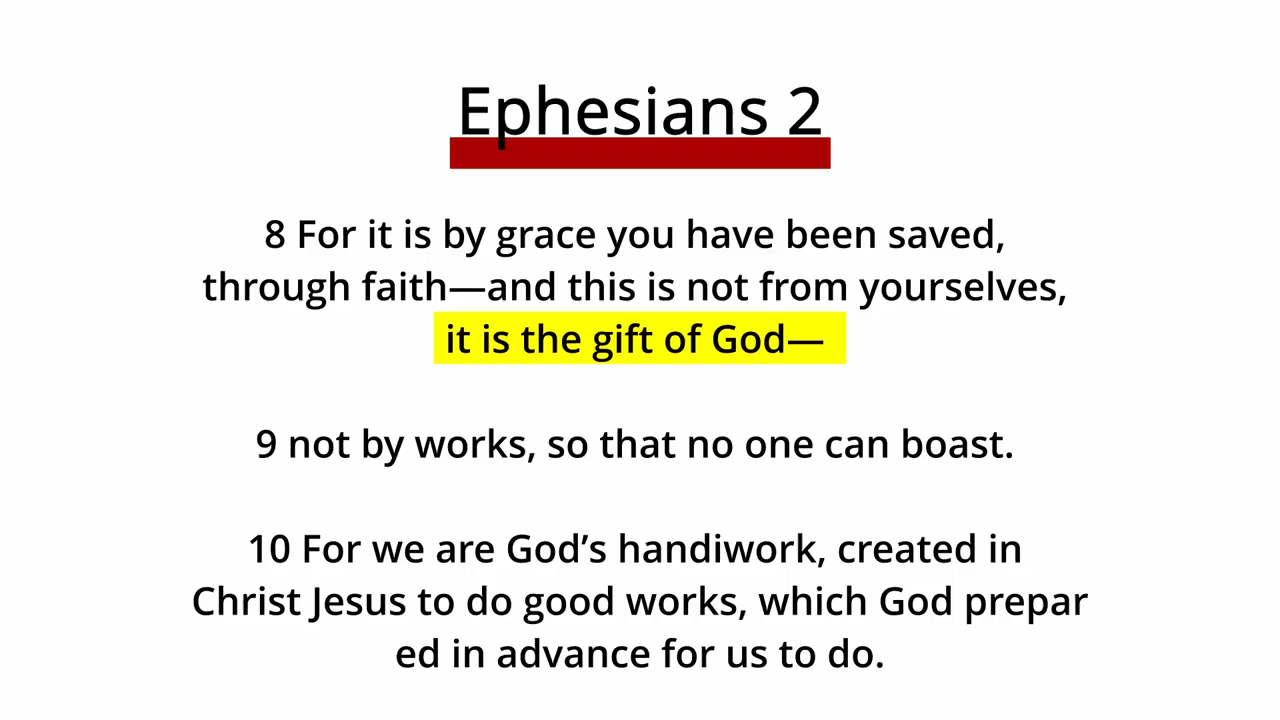 Ephesians 2
8 For it is by grace you have been saved,
through faith—and this is not from yourselves,
it is the gift of God—
9 not by works, so that no one can boast.
10 For we are God’s handiwork, created in
Christ Jesus to do good works, which God prepar
ed in advance for us to do.